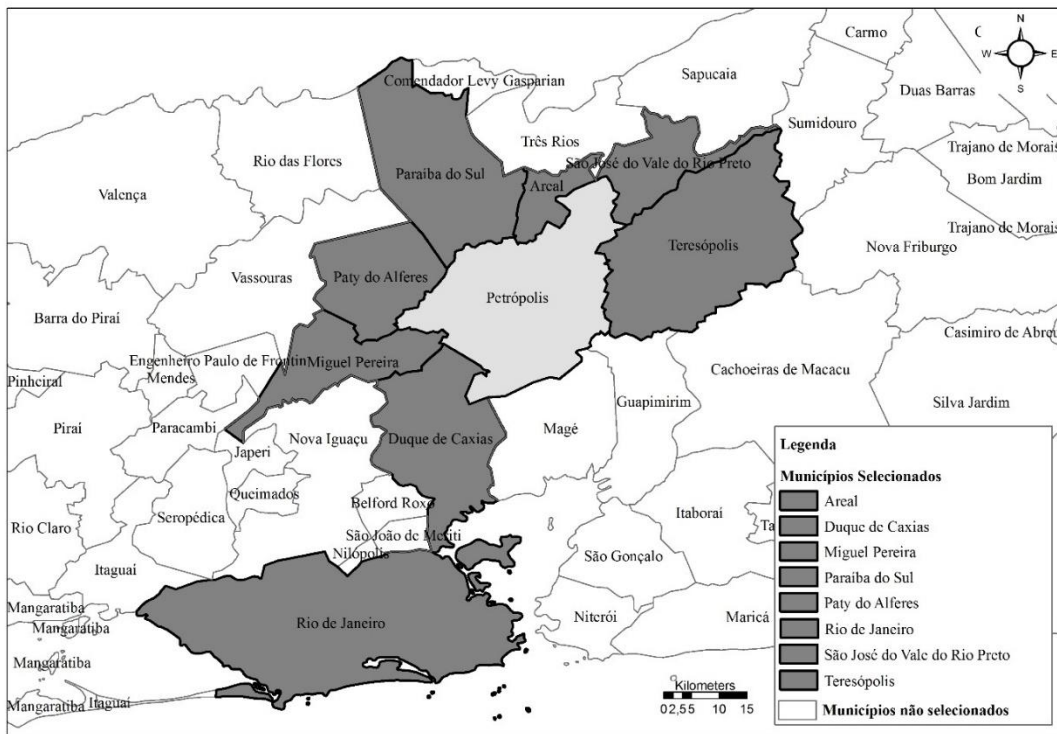 Carmo
N
W E
S
Comendador Levy Gasparian
Sapucaia
Duas Barras
Sumidouro
Três Rios
Rio das Flores
São José do Vale do Rio Preto
Trajano de Morais
Paraiba do Sul
Areal
Bom Jardim
Valença
Trajano de Morais
Teresópolis
Nova Friburgo
Vassouras
Paty do Alferes
Petrópolis
Barra do Piraí
Casimiro de Abreu
Engenheiro Paulo de Frontin
Miguel Pereira
Mendes
Pinheiral
Cachoeiras de Macacu
Guapimirim
Silva Jardim
Piraí
Paracambi
Nova Iguaçu
Duque de Caxias
Magé
Japeri
Queimados
Belford Roxo
Seropédica
Rio Claro
São João de Meriti
Nilópolis
Itaboraí
Ta
São Gonçalo
Itaguaí
Mangaratiba
Mangaratiba
Niterói
Maricá
Rio de Janeiro
Mangaratiba
Mangaratiba
Itaguaí
Kilometers
0 2,55 10 15
Legenda
Municípios Selecionados
Areal
Duque de Caxias
Miguel Pereira
Paraiba do Sul
Paty do Alferes
Rio de Janeiro
São José do Vale do Rio Preto
Teresópolis
Municípios não selecionados